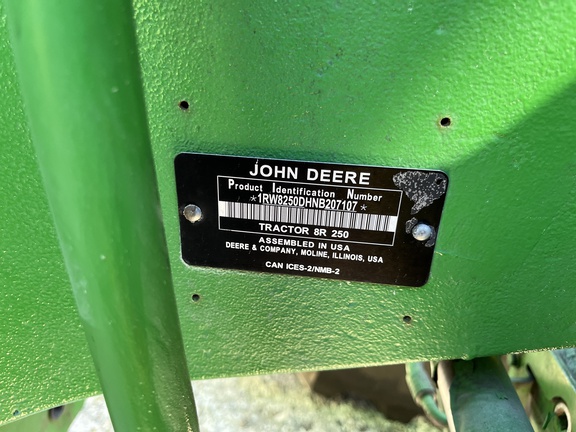 JOHN DEERE
Product Identification Number
*1RW8250DHNB207107*
TRACTOR 8R 250
ASSEMBLED IN USA
DEERE & COMPANY, MOLINE, ILLINOIS, USA
CAN ICES-2/NMB-2